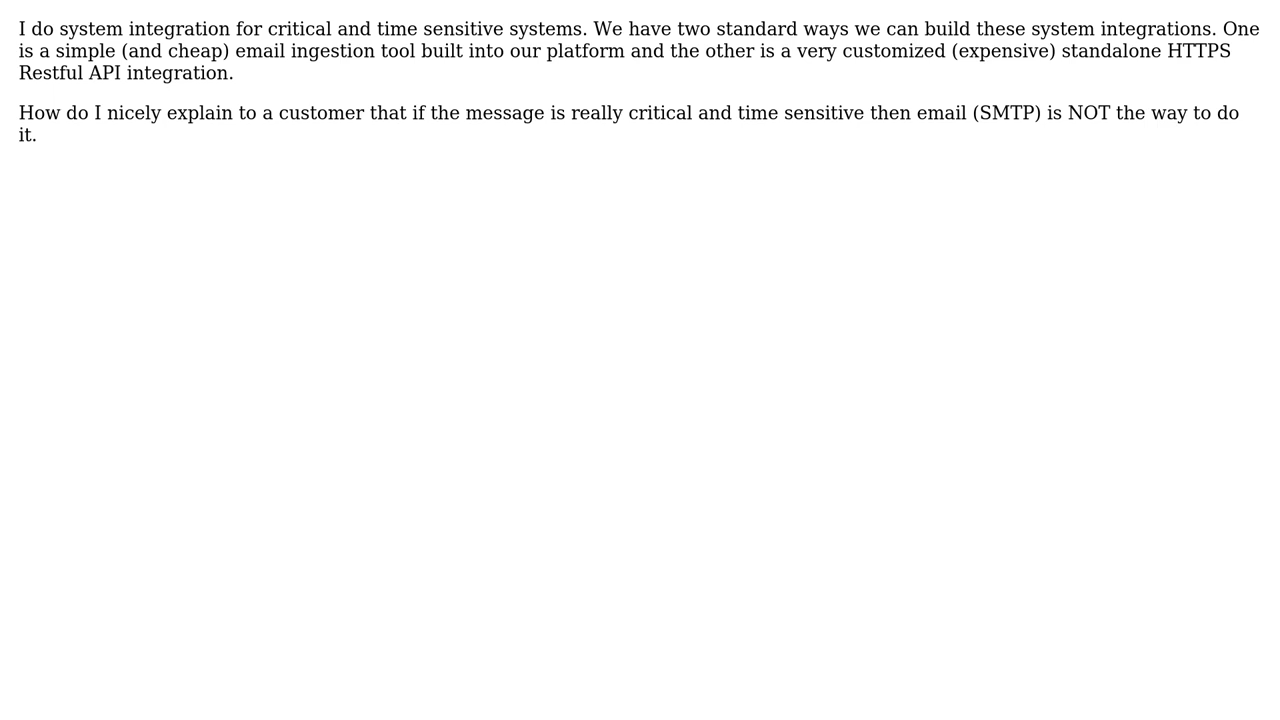 I do system integration for critical and time sensitive systems. We have two standard ways we can build these system integrations. One
is a simple (and cheap) email ingestion tool built into our platform and the other is a very customized (expensive) standalone HTTPS
Restful API integration.
How do I nicely explain to a customer that if the message is really critical and time sensitive then email (SMTP) is NOT the way to do
it.